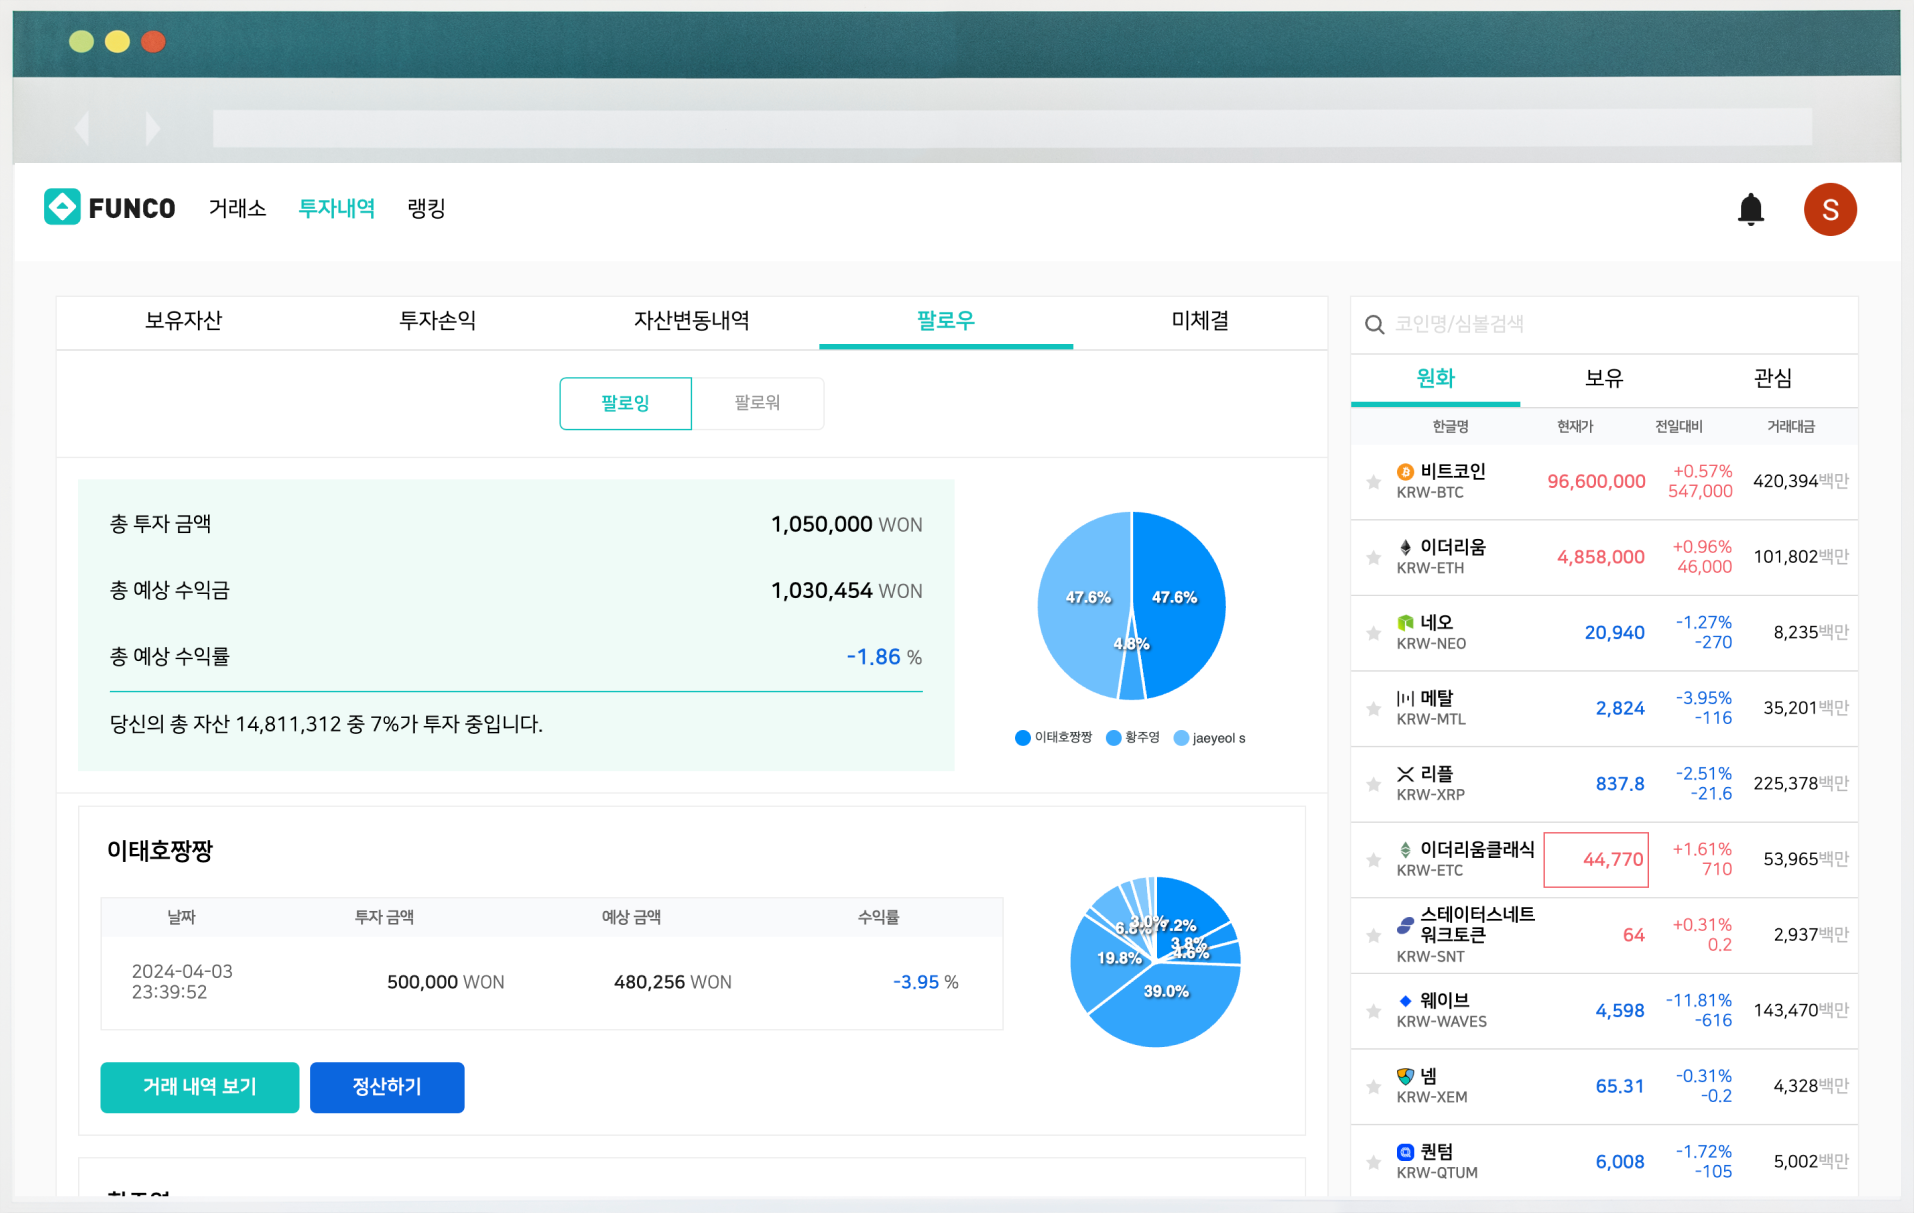 FUNCO 거래소 투자내역 랭킹
S
보유자산 투자손익 자산변동내역 팔로우 미체결
팔로잉 팔로워
총 투자 금액 1,050,000 WON
총 예상 수익금 1,030,454 WON
총 예상 수익률 -1.86 %
당신의 총 자산 14,811,312 중 7%가 투자 중입니다.
47.6% 47.6%
4.8%
이태호짱짱 황주영 jaeyeol s
이태호짱짱
날짜 투자 금액 예상 금액 수익률
2024-04-03
23:39:52
500,000 WON 480,256 WON -3.95 %
3.0%
3.8%
4.6%
19.8%
39.0%
거래 내역 보기 정산하기
코인명/심볼검색
원화 보유 관심
한글명 현재가 전일대비 거래대금
비트코인 96,600,000 +0.57% 420,394백만
KRW-BTC 547,000
이더리움 4,858,000 +0.96% 101,802백만
KRW-ETH 46,000
네오 20,940 -1.27% 8,235백만
KRW-NEO -270
메탈 2,824 -3.95% 35,201백만
KRW-MTL -116
리플 837.8 -2.51% 225,378백만
KRW-XRP -21.6
이더리움클래식 44,770 +1.61% 53,965백만
KRW-ETC 710
스테이터스네트
워크토큰 64 +0.31% 2,937백만
KRW-SNT 0.2
웨이브 4,598 -11.81% 143,470백만
KRW-WAVES -616
넴 65.31 -0.31% 4,328백만
KRW-XEM -0.2
퀀텀 6,008 -1.72% 5,002백만
KRW-QTUM -105